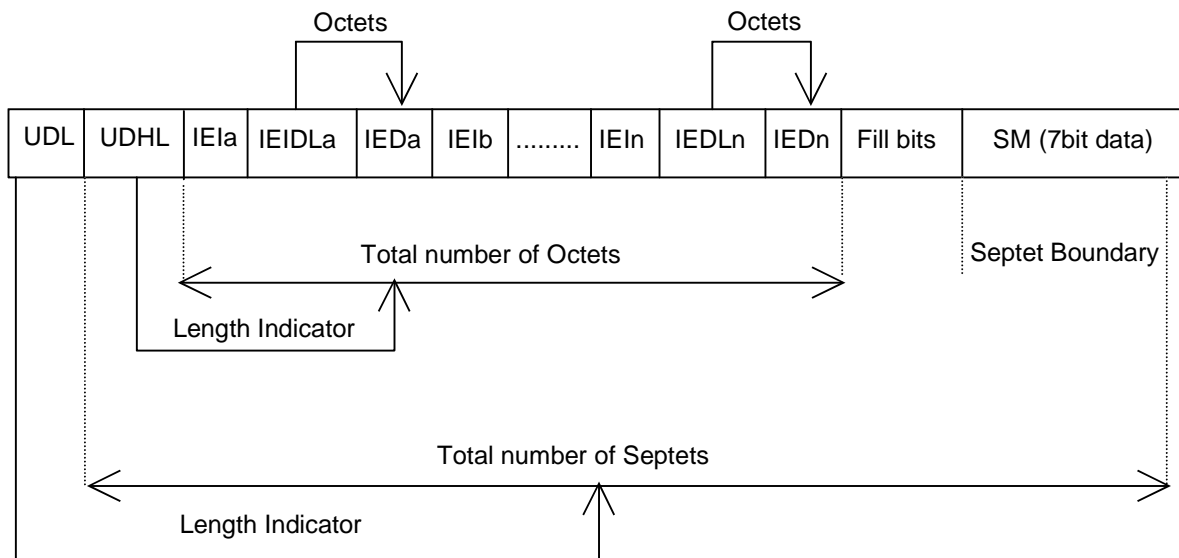 Octets Octets
UDL UDHL IEIa IEIDLa IEDa IEIb ......... IEIn IEDLn IEDn Fill bits SM (7bit data)
Total number of Octets
Septet Boundary
Length Indicator
Total number of Septets
Length Indicator